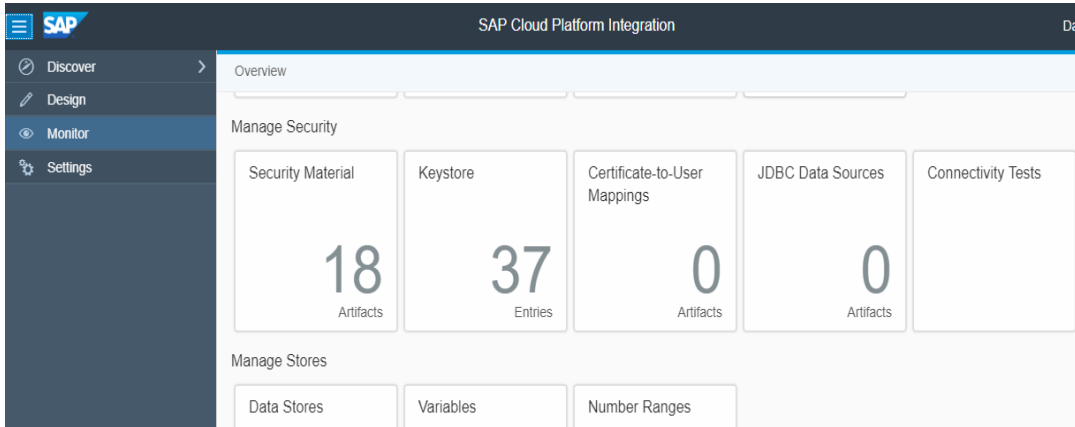 SAP
SAP Cloud Platform Integration
Da
Discover
Design
Monitor
Settings
Overview
Manage Security
Security Material
18
Artifacts
Keystore
37
Entries
Certificate-to-User
Mappings
0
Artifacts
JDBC Data Sources
0
Artifacts
Connectivity Tests
Manage Stores
Data Stores
Variables
Number Ranges